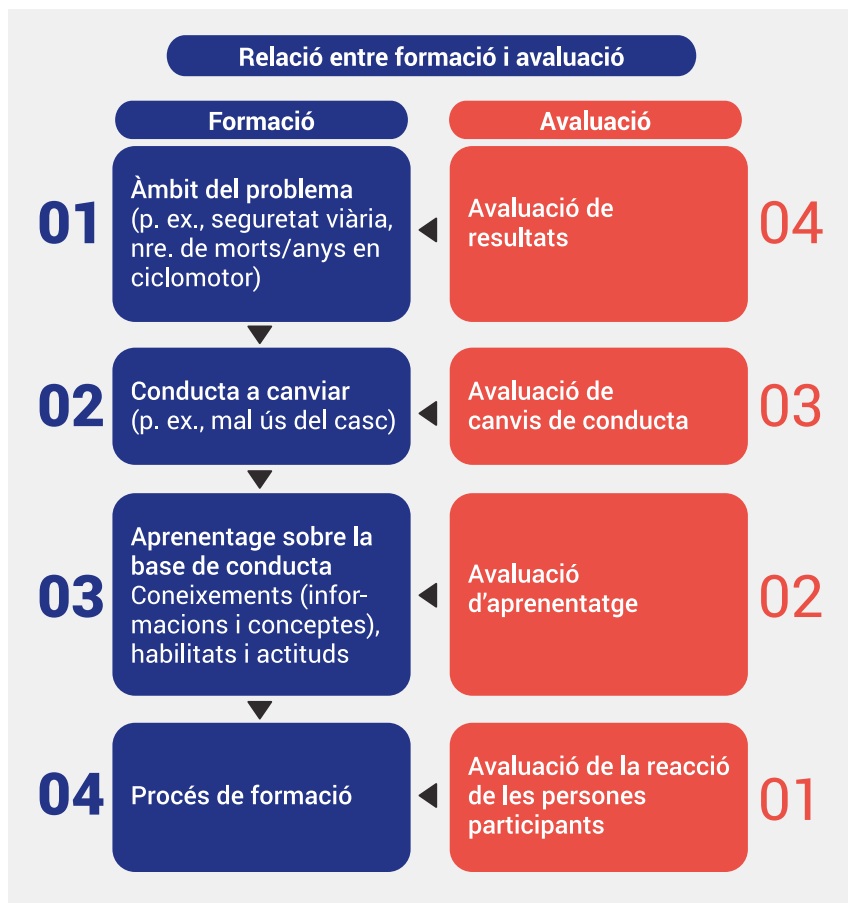 Relació entre formació i avaluació
Formació
Avaluació
01
Àmbit del problema
(p. ex., seguretat viària,
nre. de morts/anys en
ciclomotor)
Avaluació de
resultats
04
02
Conducta a canviar
(p. ex., mal ús del casc)
Avaluació de
canvis de conducta
03
03
Aprenentage sobre la
base de conducta
Coneixements (infor-
macions i conceptes),
habilitats i actituds
Avaluació
d’aprenentatge
02
04
Procés de formació
Avaluació de la reacció
de les persones
participants
01